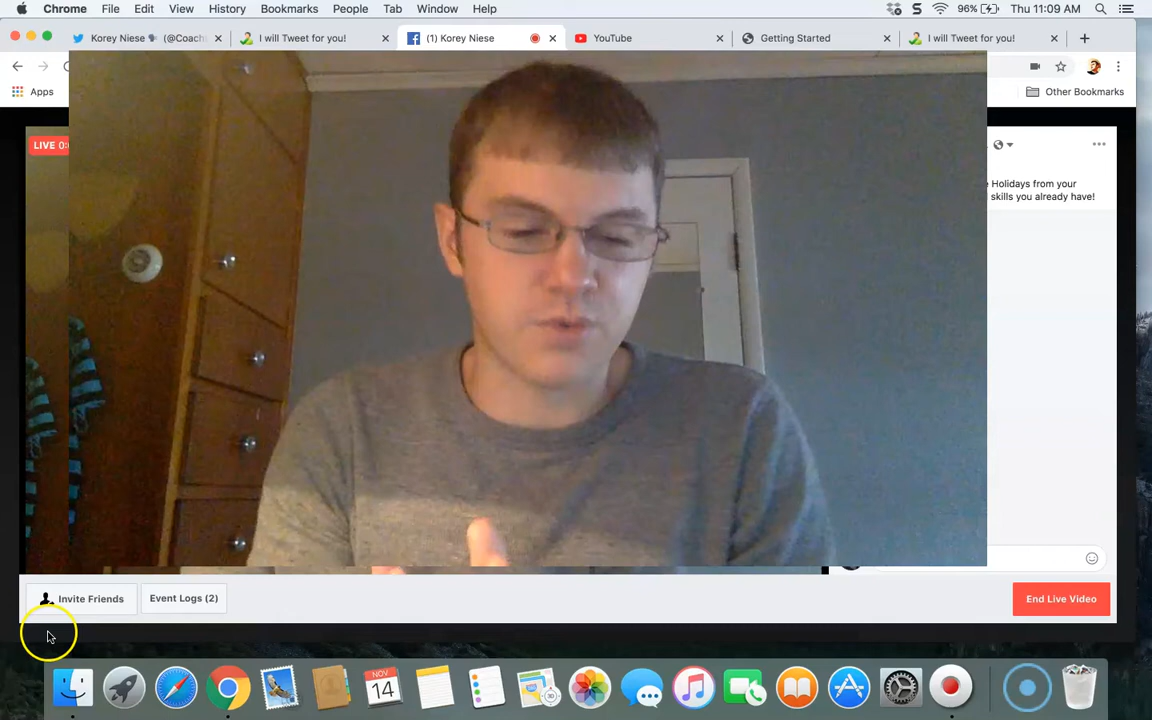 Chrome File Edit View History Bookmarks People Tab Window Help
96% Thu 11:09 AM
Korey Niese (@Coach
I will Tweet for you!
(1) Korey Niese
YouTube
Getting Started
I will Tweet for you!
Apps
Other Bookmarks
LIVE
Holidays from your
skills you already have!
Invite Friends
Event Logs (2)
End Live Video
NOV
14